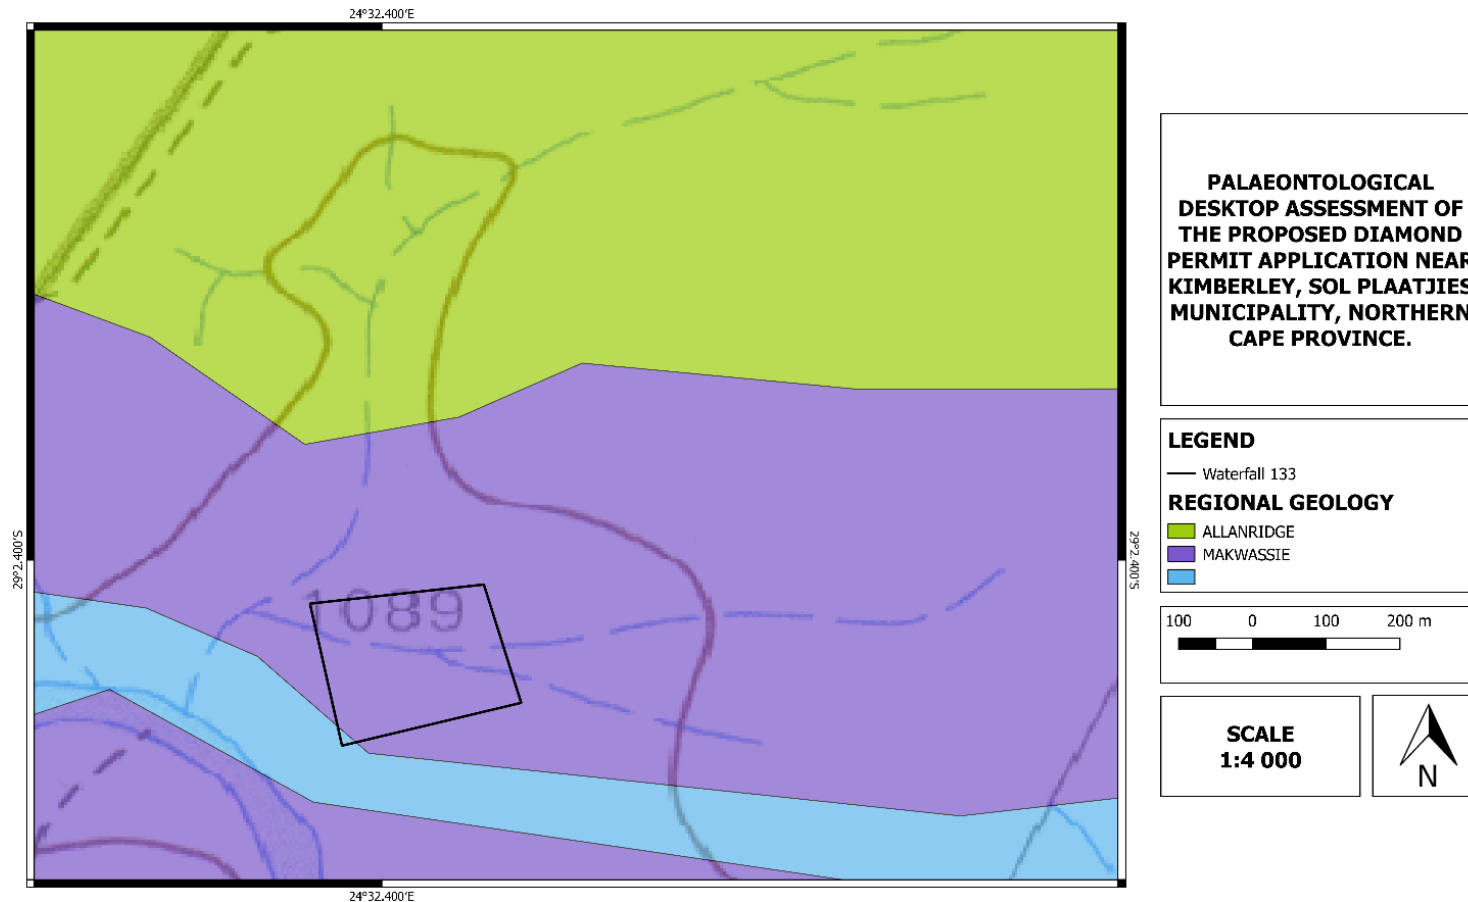 24°32.400'E
29°2.400'S
1089
29°2.400'S
24°32.400'E
PALAEONTOLOGICAL
DESKTOP ASSESSMENT OF
THE PROPOSED DIAMOND
PERMIT APPLICATION NEAR
KIMBERLEY, SOL PLAATJIES
MUNICIPALITY, NORTHERN
CAPE PROVINCE.
LEGEND
Waterfall 133
REGIONAL GEOLOGY
ALLANRIDGE
MAKWASSIE
100 0 100 200 m
SCALE
1:4 000
N